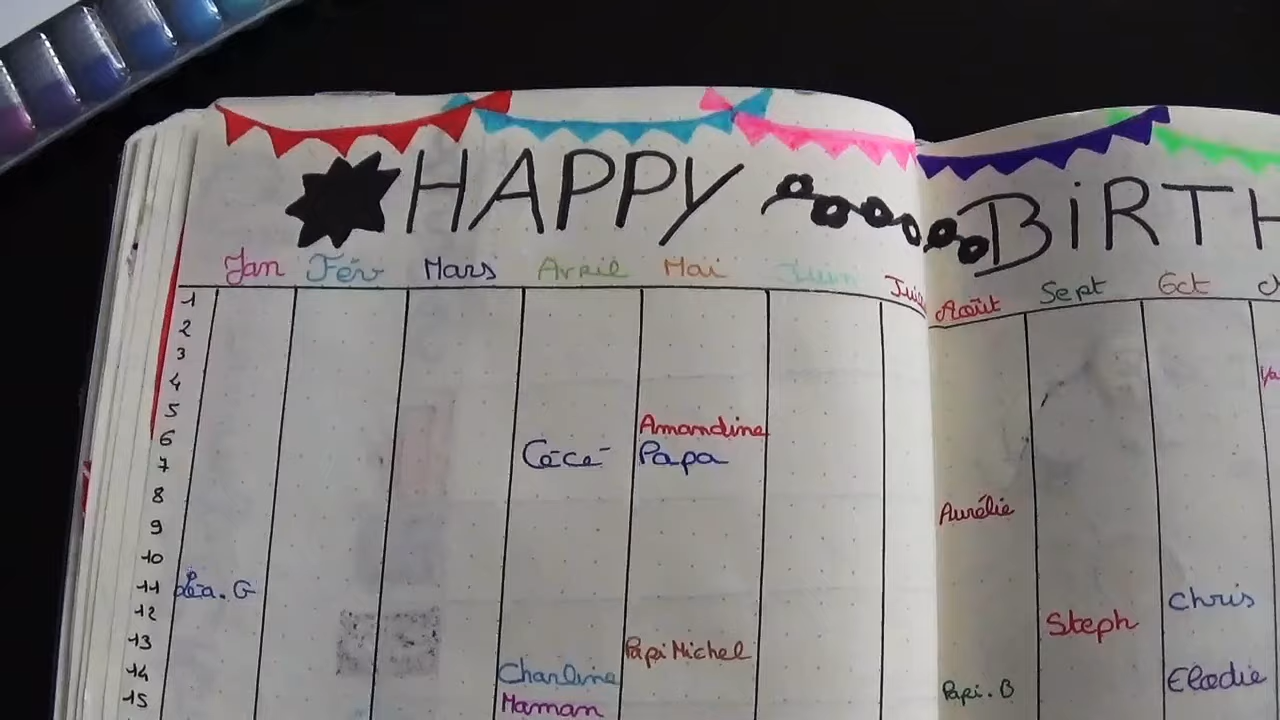 HAPPY BiRTH
Jan Fév Mars Avril Mai Juin Août Sept Oct
1
2
3
4
5
6 Amandine
7 Cécé Papa
8
9 Aurélie
10
11 Léa.G
12 Chris
13 Papi Michel Steph
14 Charline
15 Maman Papi.B Elodie